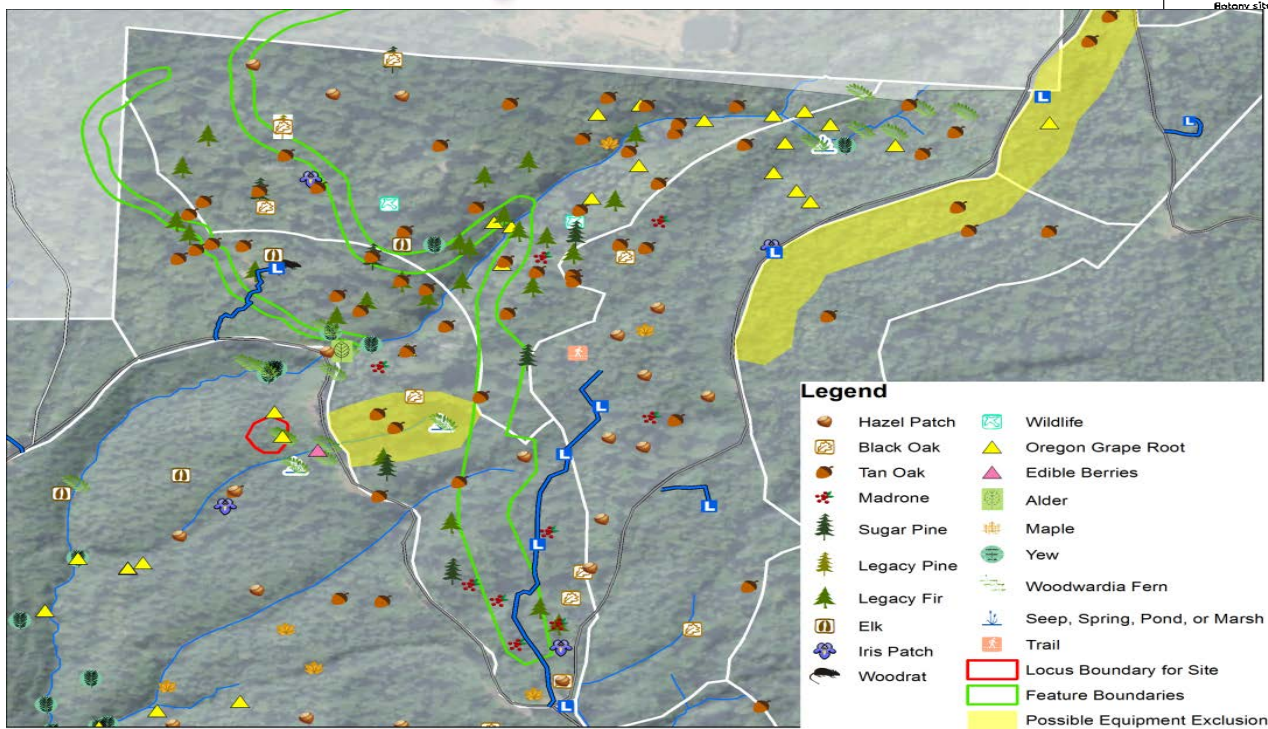 Botany site
Legend
Hazel Patch
Black Oak
Tan Oak
Madrone
Sugar Pine
Legacy Pine
Legacy Fir
Elk
Iris Patch
Woodrat
Wildlife
Oregon Grape Root
Edible Berries
Alder
Maple
Yew
Woodwardia Fern
Seep, Spring, Pond, or Marsh
Trail
Locus Boundary for Site
Feature Boundaries
Possible Equipment Exclusion
L
L
L
L
L
L
L
L
L